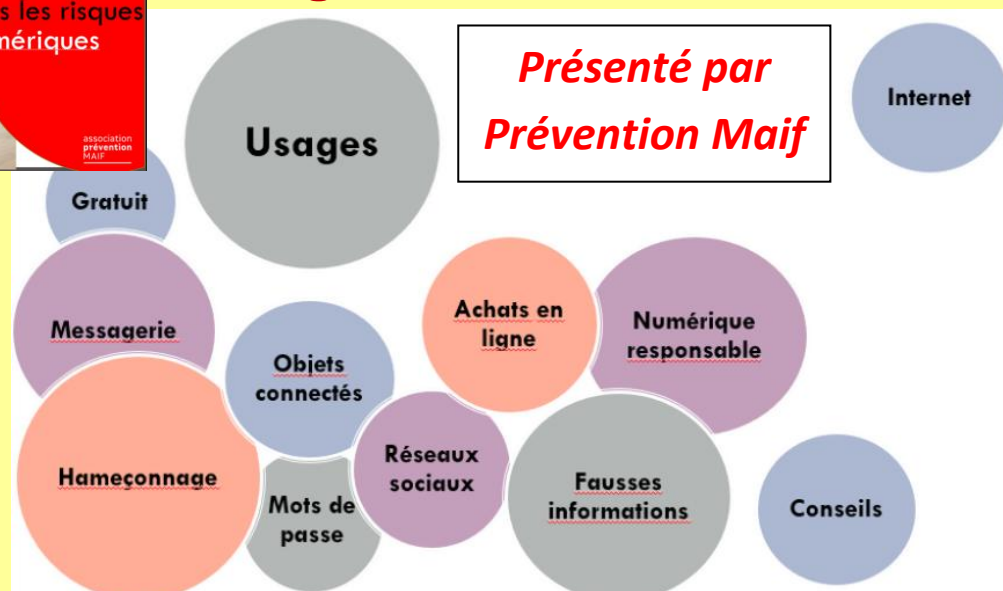 les risques
mériques
association
prévention
MAIF
Présenté par
Prévention Maif
Usages
Internet
Gratuit
Messagerie
Achats en
ligne
Numérique
responsable
Objets
connectés
Hameçonnage
Réseaux
sociaux
Mots de
passe
Fausses
informations
Conseils